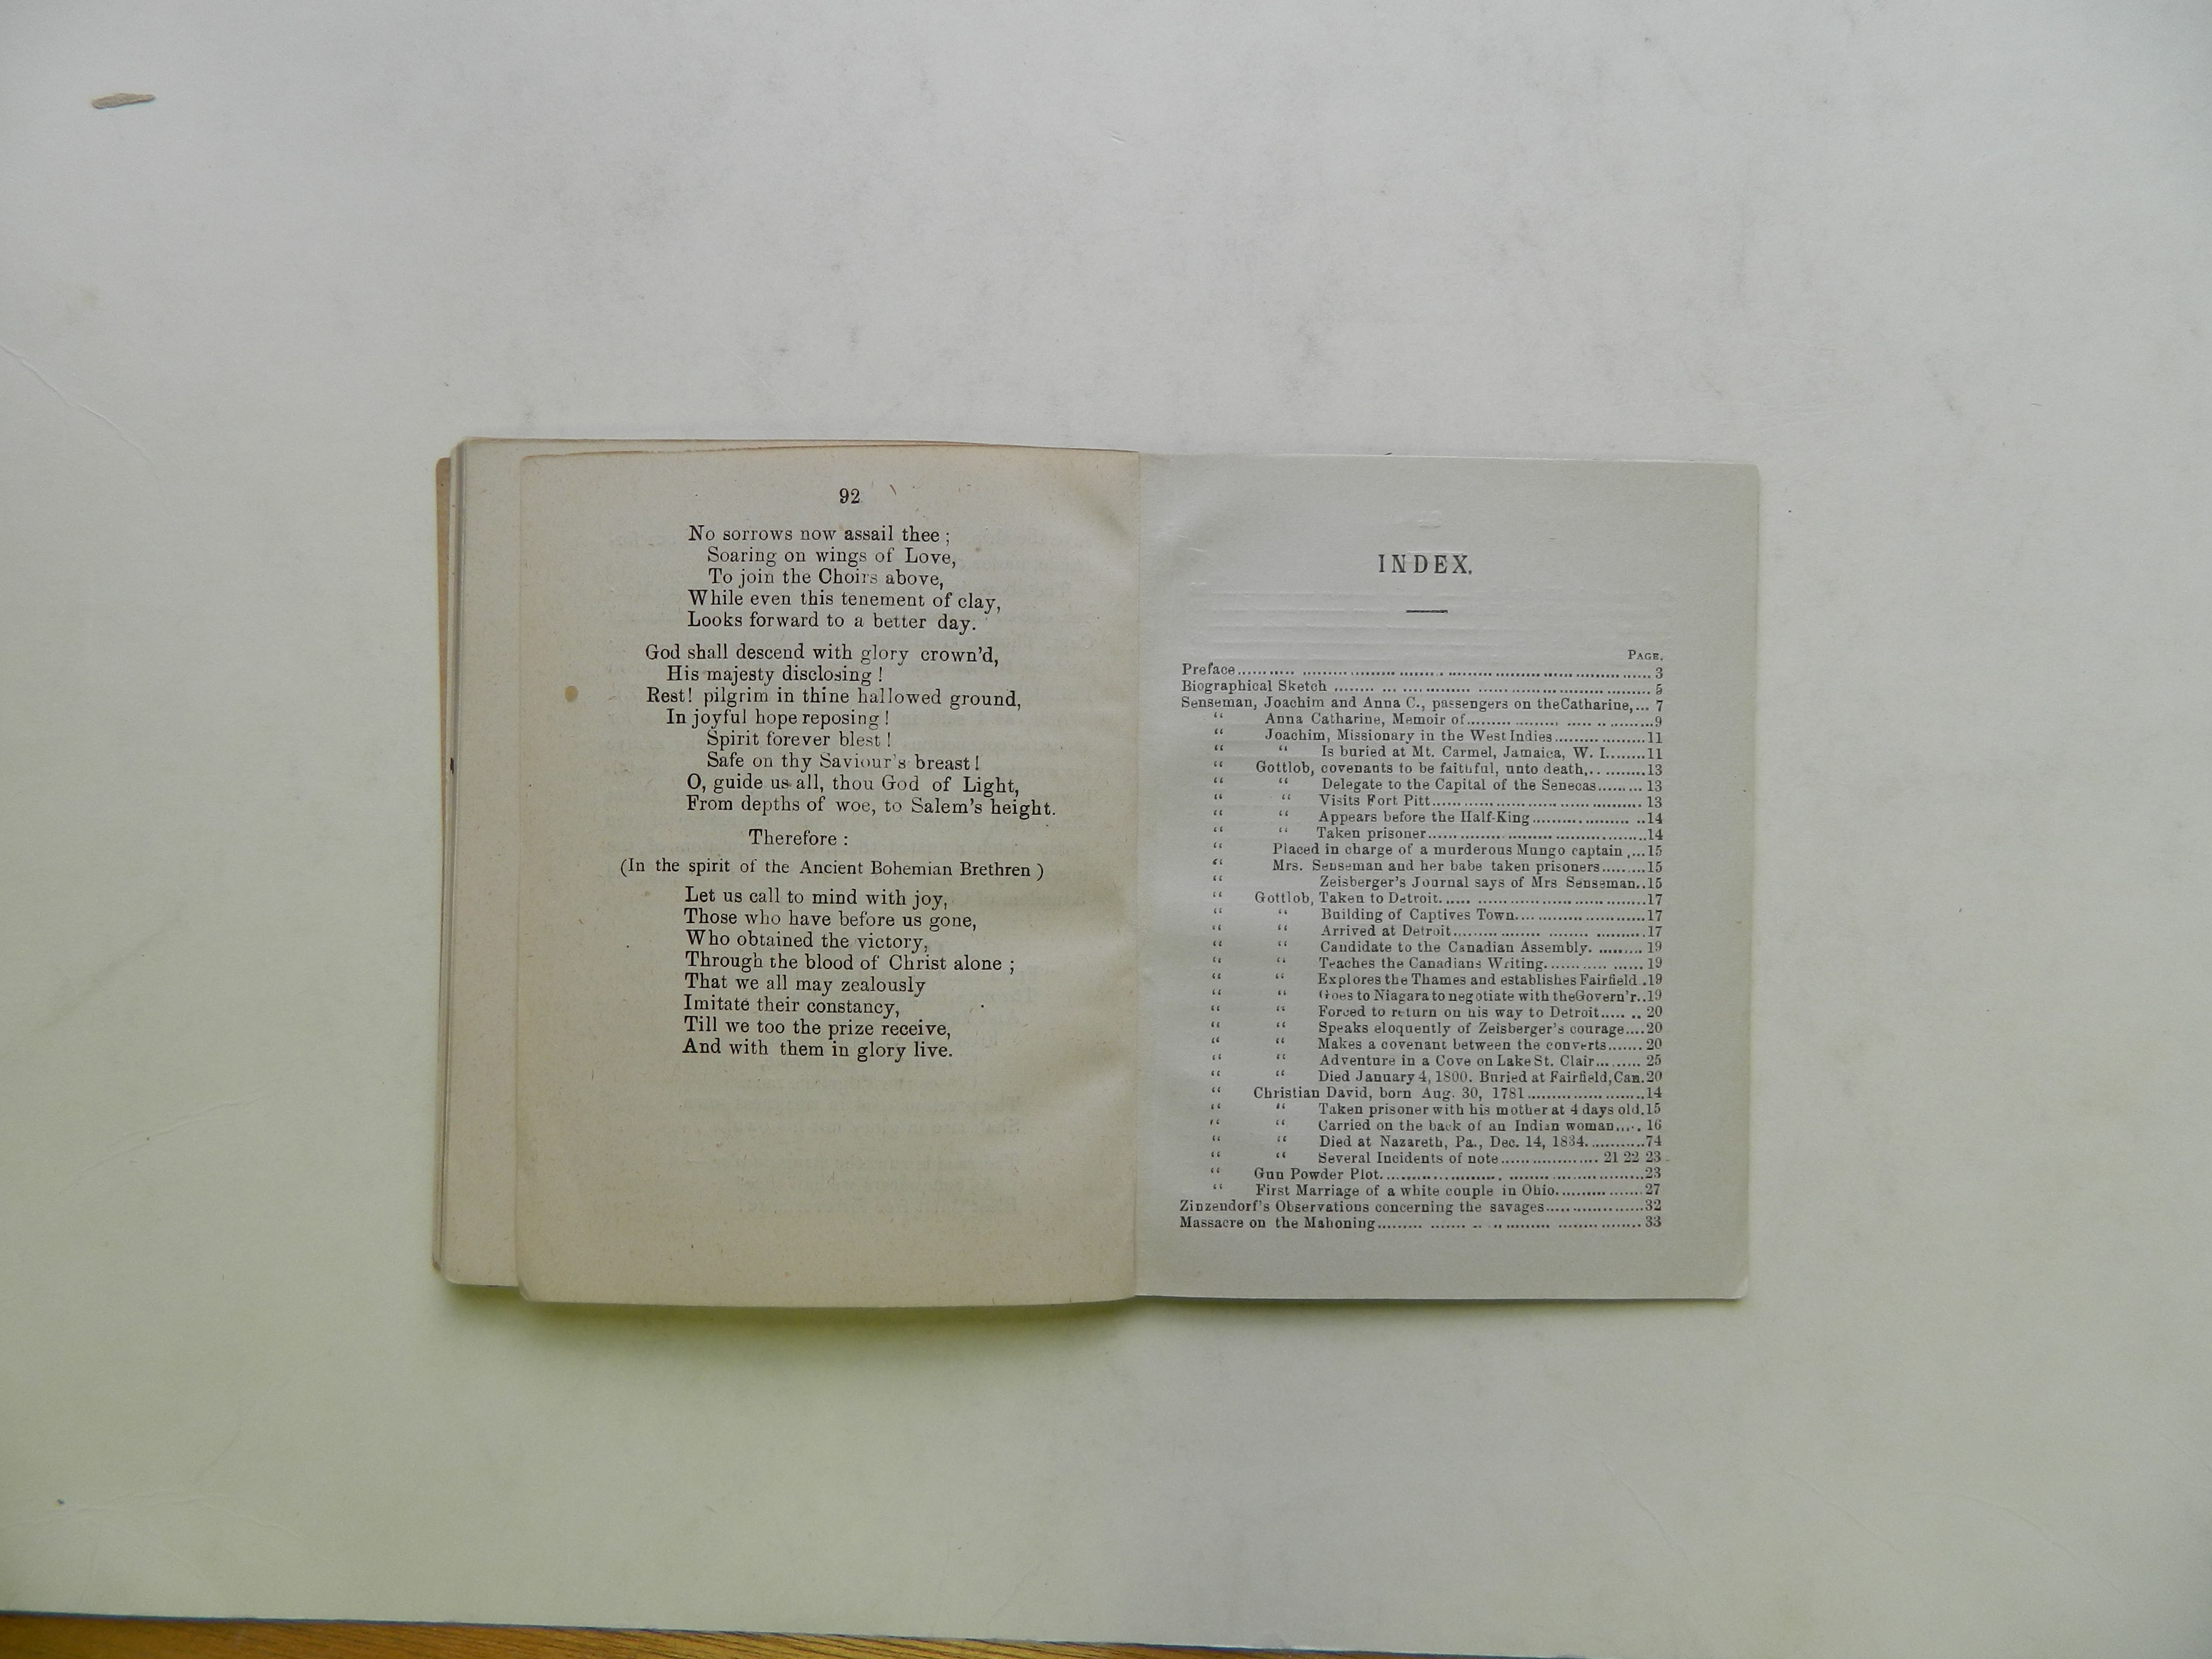 92
No sorrows now assail thee ;
Soaring on wings of Love,
To join the Choirs above,
While even this tenement of clay,
Looks forward to a better day.
God shall descend with glory crown'd,
His majesty disclosing !
Rest! pilgrim in thine hallowed ground,
In joyful hope reposing !
Spirit forever blest !
Safe on thy Saviour's breast !
O, guide us all, thou God of Light,
From depths of woe, to Salem's height.
Therefore :
(In the spirit of the Ancient Bohemian Brethren )
Let us call to mind with joy,
Those who have before us gone,
Who obtained the victory,
Through the blood of Christ alone ;
That we all may zealously
Imitate their constancy,
Till we too the prize receive,
And with them in glory live.
INDEX.
PAGE.
Preface.......... 3
Biographical Sketch .......... 5
Senseman, Joachim and Anna C., passengers on theCatharine,... 7
“ Anna Catharine, Memoir of..........9
“ Joachim, Missionary in the West Indies..........11
“ “ Is buried at Mt. Carmel, Jamaica, W. I........11
“ Gottlob, covenants to be faithful, unto death,.. .........13
“ “ Delegate to the Capital of the Senecas......... 13
“ “ Visits Fort Pitt.......... 13
“ “ Appears before the Half-King.......... ..14
“ “ Taken prisoner..........14
“ Placed in charge of a murderous Mungo captain ,...15
“ Mrs. Senseman and her babe taken prisoners.........15
“ Zeisberger's Journal says of Mrs Senseman..15
“ Gottlob, Taken to Detroit..........17
“ “ Building of Captives Town..........17
“ “ Arrived at Detroit..........17
“ “ Candidate to the Canadian Assembly. ......... 19
“ “ Teaches the Canadians Writing.......... 19
“ “ Explores the Thames and establishes Fairfield .19
“ “ Goes to Niagara to negotiate with theGovern'r..19
“ “ Forced to return on his way to Detroit..... .. 20
“ “ Speaks eloquently of Zeisberger's courage....20
“ “ Makes a covenant between the converts....... 20
“ “ Adventure in a Cove on Lake St. Clair......... 25
“ “ Died January 4, 1800. Buried at Fairfield, Can.20
“ Christian David, born Aug. 30, 1781..........14
“ “ Taken prisoner with his mother at 4 days old.15
“ “ Carried on the back of an Indian woman,.... 16
“ “ Died at Nazareth, Pa., Dec. 14, 1834...........74
“ “ Several Incidents of note.......... 21 22 23
“ Gun Powder Plot..........23
“ First Marriage of a white couple in Ohio..........27
Zinzendorf's Observations concerning the savages..........32
Massacre on the Mahoning.......... 33